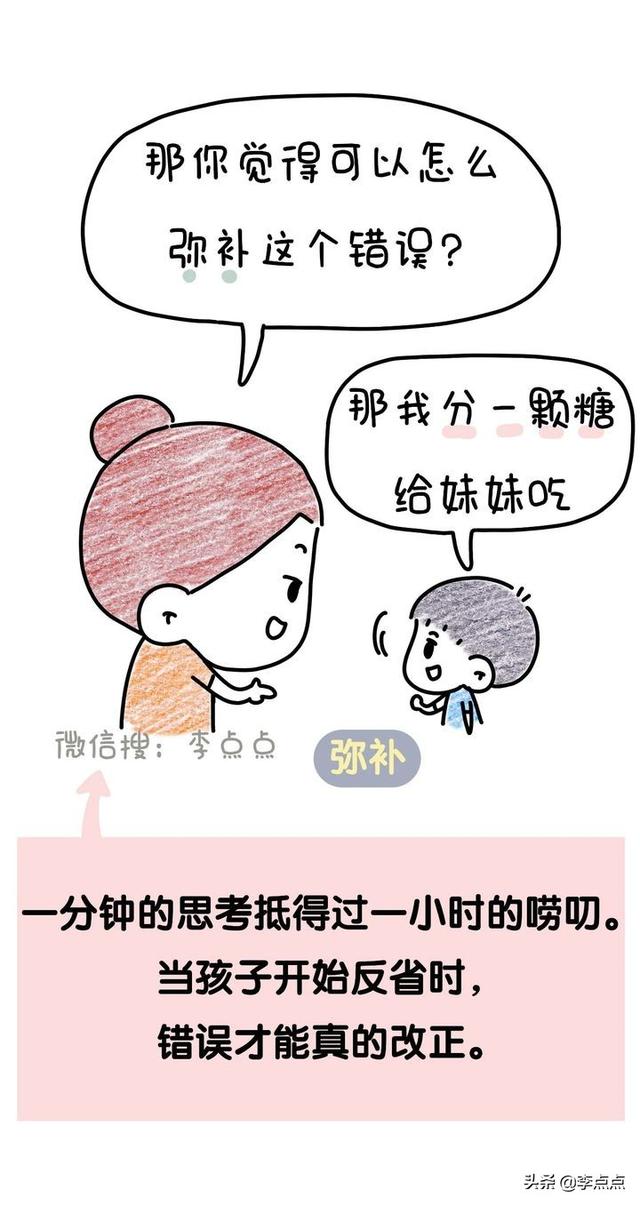 那你觉得可以怎么
弥补这个错误?
那我分一颗糖
给妹妹吃
微信搜：李点点
弥补
一分钟的思考抵得过一小时的唠叨。
当孩子开始反省时，
错误才能真的改正。
头条 @李点点